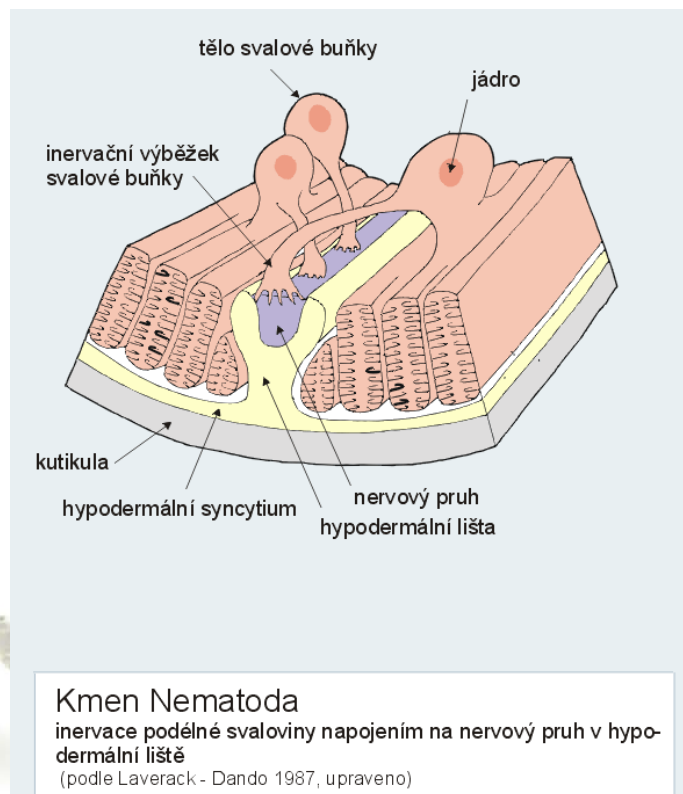 tělo svalové buňky
jádro
inervační výběžek
svalové buňky
kutikula
nervový pruh
hypodermální syncytium
hypodermální lišta
Kmen Nematoda
inervace podélné svaloviny napojením na nervový pruh v hypo-
dermální liště
(podle Laverack - Dando 1987, upraveno)